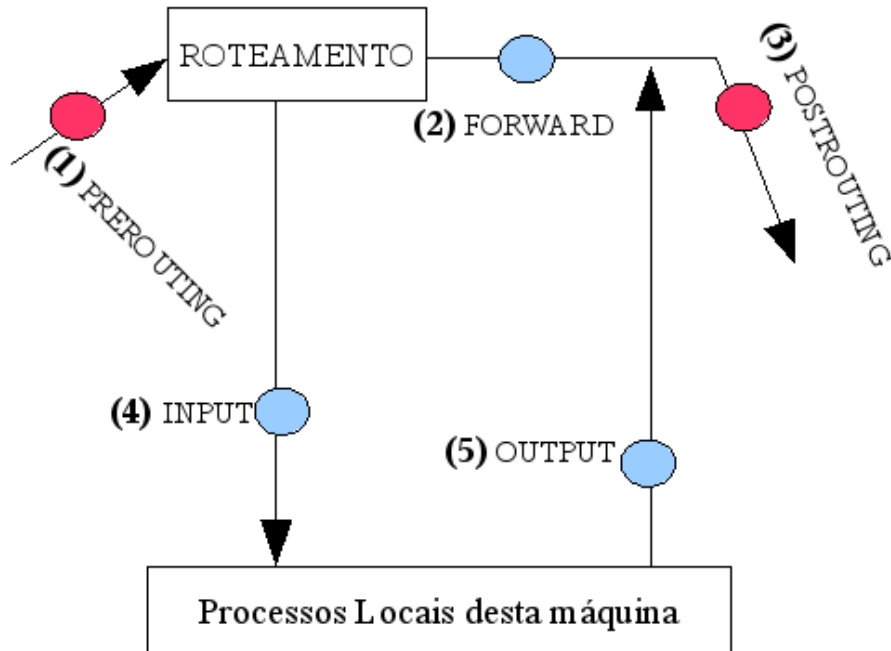 ROTEAMENTO
(1) PREROUTING
(2) FORWARD
(3) POSTROUTING
(4) INPUT
(5) OUTPUT
Processos Locais desta máquina